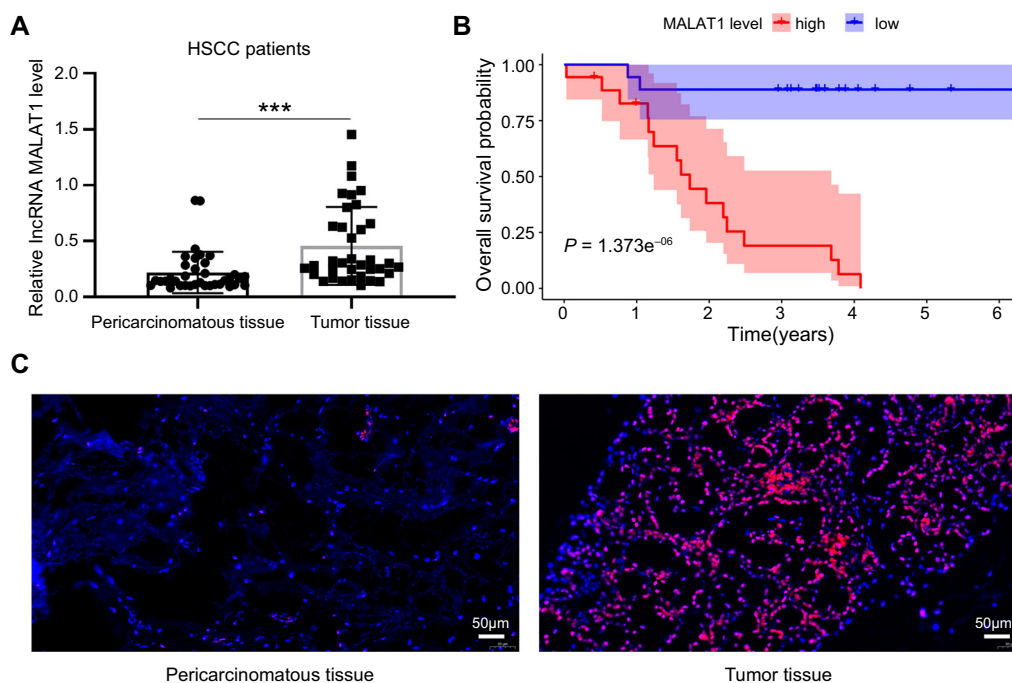 A
HSCC patients
Relative lncRNA MALAT1 level
2.0
1.5
1.0
0.5
0.0
***
Pericarcinomatous tissue
Tumor tissue
B
MALAT1 level high low
Overall survival probability
1.00
0.75
0.50
0.25
0.00
P = 1.373e⁻⁰⁶
0 1 2 3 4 5 6
Time(years)
C
50μm
50μm
Pericarcinomatous tissue
Tumor tissue